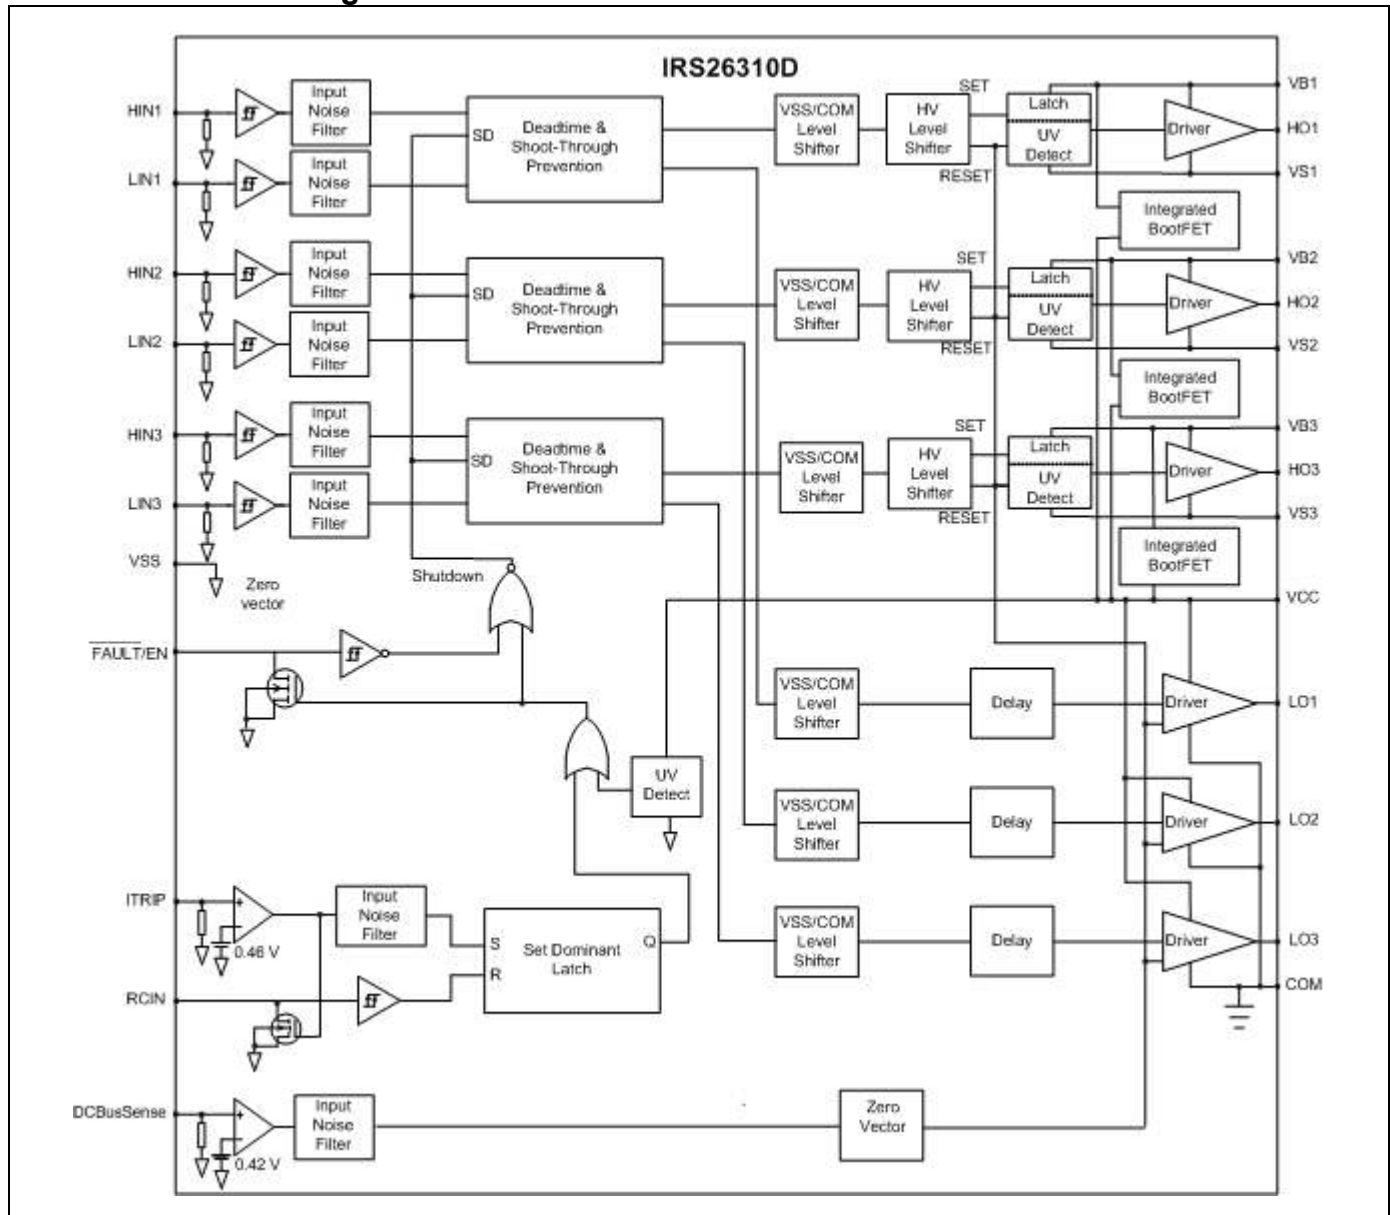 IRS26310D
HIN1
Input
Noise
Filter
LIN1
Input
Noise
Filter
SD
Deadtime &
Shoot-Through
Prevention
VSS/COM
Level
Shifter
HV
Level
Shifter
SET
RESET
Latch
UV
Detect
Driver
VB1
HO1
VS1
Integrated
BootFET
HIN2
Input
Noise
Filter
LIN2
Input
Noise
Filter
SD
Deadtime &
Shoot-Through
Prevention
VSS/COM
Level
Shifter
HV
Level
Shifter
SET
RESET
Latch
UV
Detect
Driver
VB2
HO2
VS2
Integrated
BootFET
HIN3
Input
Noise
Filter
LIN3
Input
Noise
Filter
SD
Deadtime &
Shoot-Through
Prevention
VSS/COM
Level
Shifter
HV
Level
Shifter
SET
RESET
Latch
UV
Detect
Driver
VB3
HO3
VS3
Integrated
BootFET
VSS
Zero
vector
Shutdown
VCC
FAULT/EN
VSS/COM
Level
Shifter
Delay
Driver
LO1
UV
Detect
VSS/COM
Level
Shifter
Delay
Driver
LO2
ITRIP
0.46 V
Input
Noise
Filter
S
R
Set Dominant
Latch
Q
VSS/COM
Level
Shifter
Delay
Driver
LO3
COM
RCIN
DCBusSense
0.42 V
Input
Noise
Filter
Zero
Vector